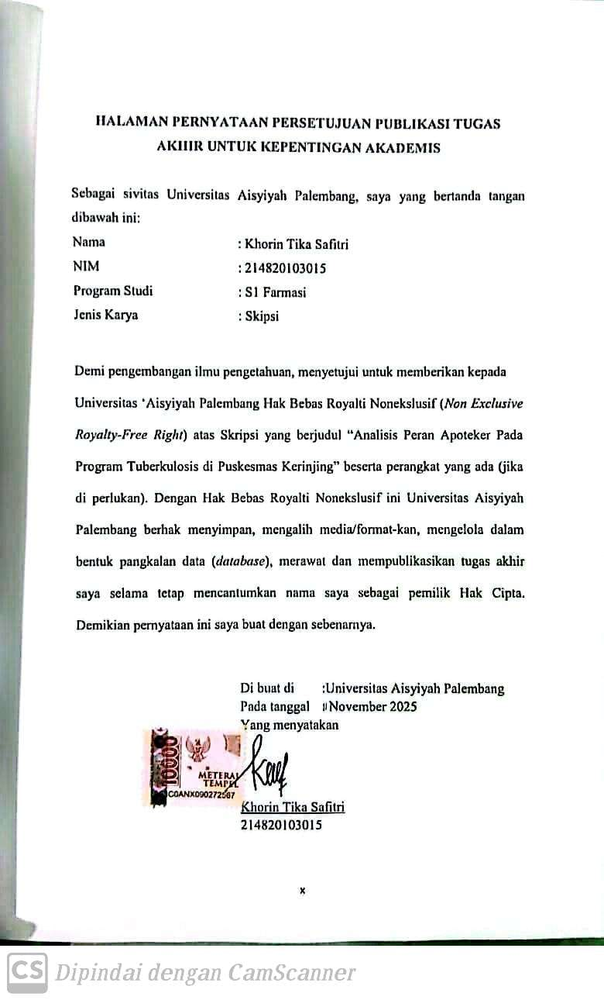 HALAMAN PERNYATAAN PERSETUJUAN PUBLIKASI TUGAS
AKHIR UNTUK KEPENTINGAN AKADEMIS
Sebagai sivitas Universitas Aisyiyah Palembang, saya yang bertanda tangan
dibawah ini:
Nama : Khorin Tika Safitri
NIM : 214820103015
Program Studi : S1 Farmasi
Jenis Karya : Skipsi
Demi pengembangan ilmu pengetahuan, menyetujui untuk memberikan kepada
Universitas ‘Aisyiyah Palembang Hak Bebas Royalti Nonekslusif (Non Exclusive
Royalty-Free Right) atas Skripsi yang berjudul “Analisis Peran Apoteker Pada
Program Tuberkulosis di Puskesmas Kerinjing” beserta perangkat yang ada (jika
di perlukan). Dengan Hak Bebas Royalti Nonekslusif ini Universitas Aisyiyah
Palembang berhak menyimpan, mengalih media/format-kan, mengelola dalam
bentuk pangkalan data (database), merawat dan mempublikasikan tugas akhir
saya selama tetap mencantumkan nama saya sebagai pemilik Hak Cipta.
Demikian pernyataan ini saya buat dengan sebenarnya.
Di buat di :Universitas Aisyiyah Palembang
Pada tanggal : November 2025
Yang menyatakan
10000
METERAI
TEMPEL
Khorin Tika Safitri
214820103015
x
CS Dipindai dengan CamScanner